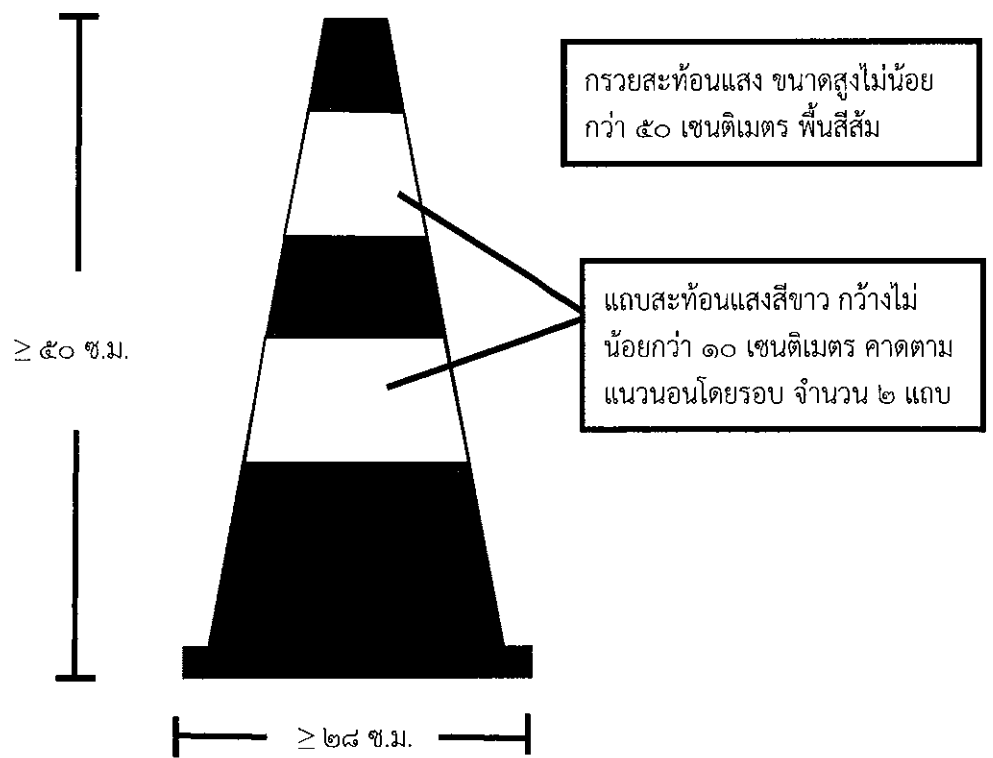 กรวยสะท้อนแสง ขนาดสูงไม่น้อย
กว่า ๕๐ เซนติเมตร พื้นสีส้ม
แถบสะท้อนแสงสีขาว กว้างไม่
น้อยกว่า ๑๐ เซนติเมตร คาดตาม
แนวนอนโดยรอบ จำนวน ๒ แถบ
≥ ๕๐ ซ.ม.
≥ ๒๘ ซ.ม.